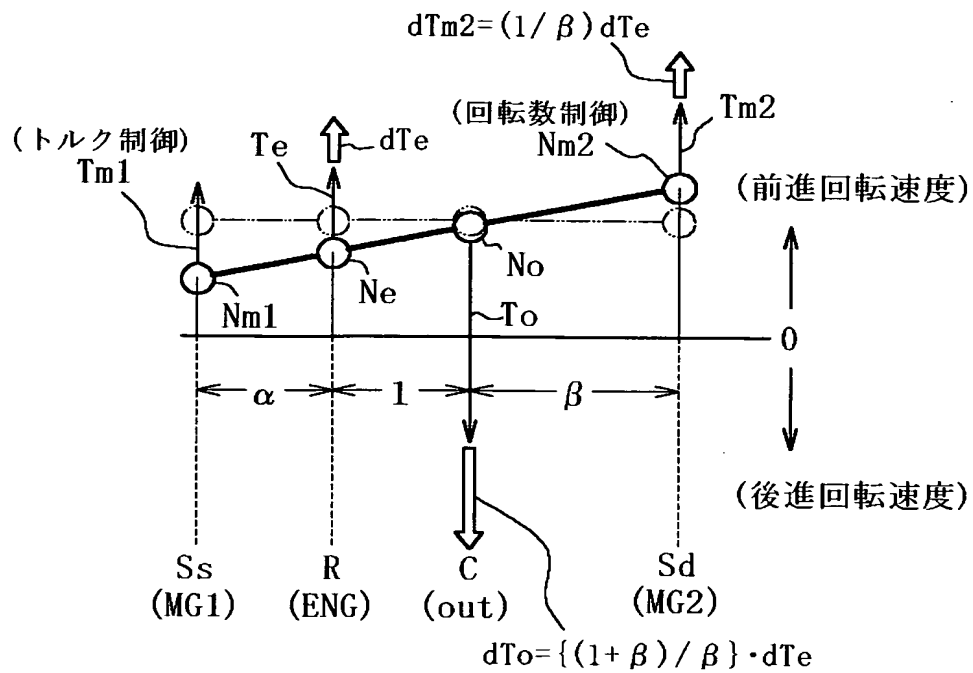 dTm2=(1/β)dTe
(トルク制御)
Tm1
Te
dTe
(回転数制御)
Nm2
Tm2
(前進回転速度)
Nm1
Ne
No
To
0
α
1
β
(後進回転速度)
Ss
(MG1)
R
(ENG)
C
(out)
Sd
(MG2)
dTo={(1+β)/β}·dTe